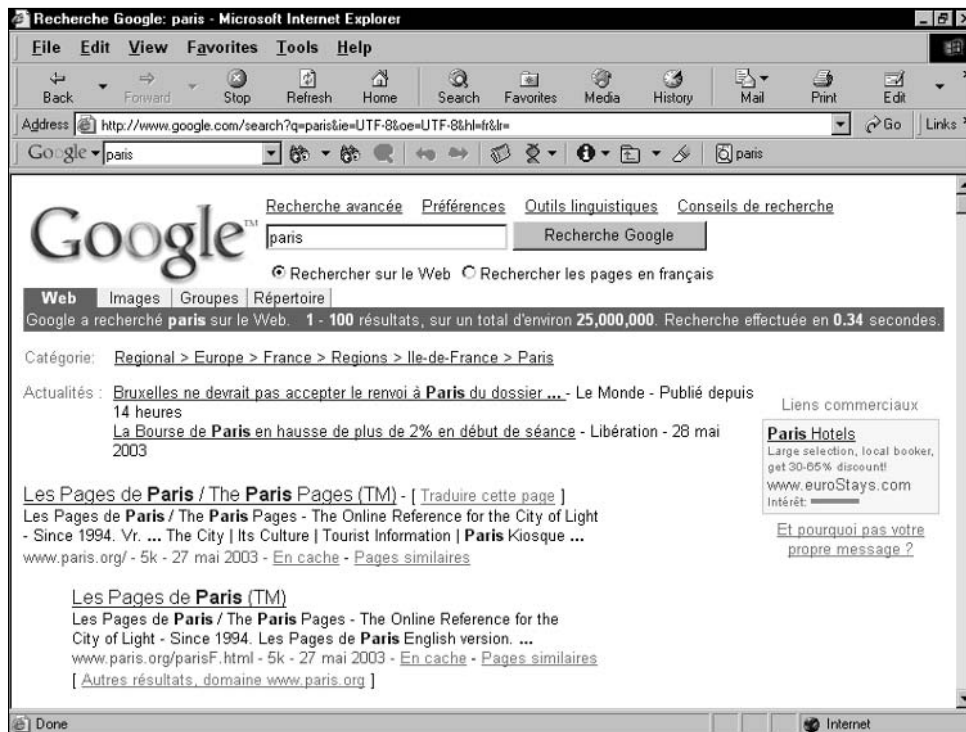 Recherche Google: paris - Microsoft Internet Explorer
File Edit View Favorites Tools Help
Back Forward Stop Refresh Home Search Favorites Media History Mail Print Edit
Address http://www.google.com/search?q=paris&ie=UTF-8&oe=UTF-8&hl=fr&lr= Go Links
Google paris paris
Recherche avancée Préférences Outils linguistiques Conseils de recherche
Google™ paris Recherche Google
Rechercher sur le Web Rechercher les pages en français
Web Images Groupes Répertoire
Google a recherché paris sur le Web. 1 - 100 résultats, sur un total d'environ 25,000,000. Recherche effectuée en 0.34 secondes.
Catégorie: Regional > Europe > France > Regions > Ile-de-France > Paris
Actualités : Bruxelles ne devrait pas accepter le renvoi à Paris du dossier ... - Le Monde - Publié depuis
14 heures
La Bourse de Paris en hausse de plus de 2% en début de séance - Libération - 28 mai
2003
Liens commerciaux
Paris Hotels
Large selection, local booker,
get 30-65% discount!
www.euroStays.com
Intérêt:
Et pourquoi pas votre
propre message ?
Les Pages de Paris / The Paris Pages (TM) - [ Traduire cette page ]
Les Pages de Paris / The Paris Pages - The Online Reference for the City of Light
- Since 1994. Vr. ... The City | Its Culture | Tourist Information | Paris Kiosque ...
www.paris.org/ - 5k - 27 mai 2003 - En cache - Pages similaires
Les Pages de Paris (TM)
Les Pages de Paris / The Paris Pages - The Online Reference for the
City of Light - Since 1994. Les Pages de Paris English version. ...
www.paris.org/parisF.html - 5k - 27 mai 2003 - En cache - Pages similaires
[ Autres résultats, domaine www.paris.org ]
Done Internet